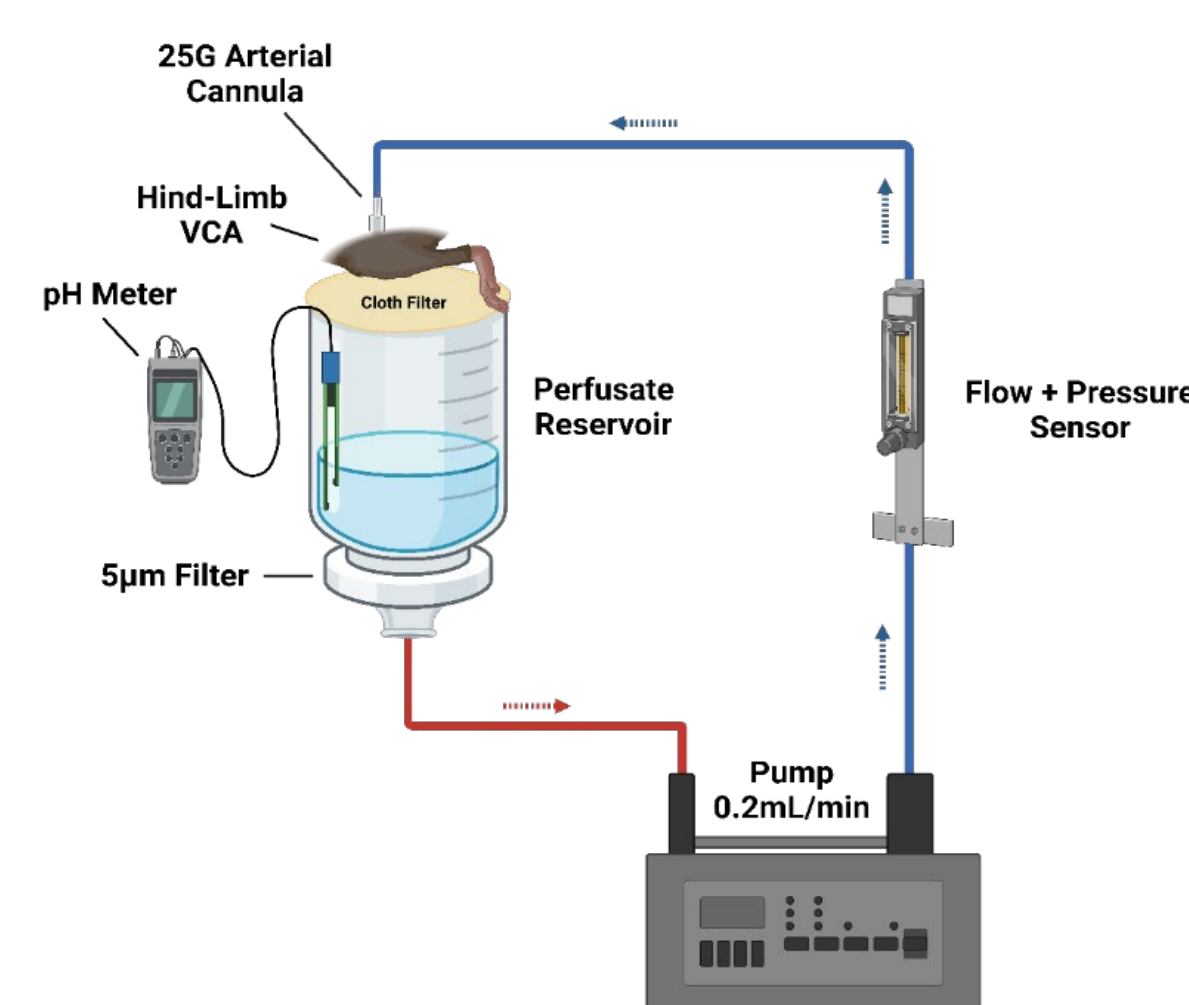 25G Arterial
Cannula
Hind-Limb
VCA
pH Meter
Cloth Filter
Perfusate
Reservoir
Flow + Pressure
Sensor
5µm Filter
Pump
0.2mL/min